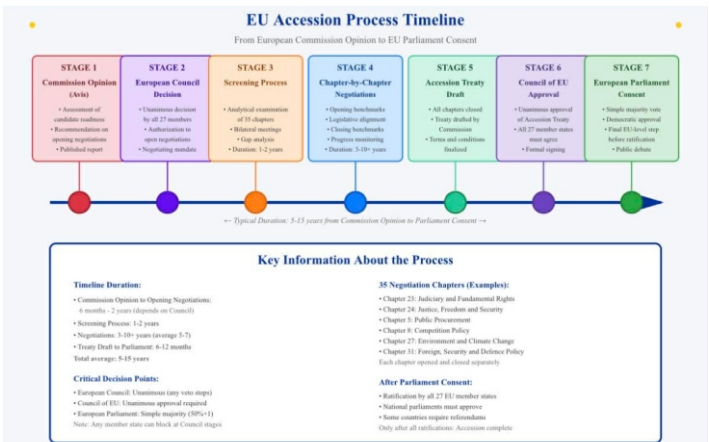 EU Accession Process Timeline
From European Commission Opinion to EU Parliament Consent
STAGE 1
Commission Opinion
(Avis)
• Assessment of
candidate readiness
• Recommendation on
opening negotiations
• Published report
STAGE 2
European Council
Decision
• Unanimous decision
by all 27 members
• Authorization to
open negotiations
• Negotiating mandate
STAGE 3
Screening Process
• Analytical examination
of 35 chapters
• Bilateral meetings
• Gap analysis
• Duration: 1-2 years
STAGE 4
Chapter-by-Chapter
Negotiations
• Opening benchmarks
• Legislative alignment
• Closing benchmarks
• Progress monitoring
• Duration: 3-10+ years
STAGE 5
Accession Treaty
Draft
• All chapters closed
• Treaty drafted by
Commission
• Terms and conditions
finalized
STAGE 6
Council of EU
Approval
• Unanimous approval
of Accession Treaty
• All 27 member states
must agree
• Formal signing
STAGE 7
European Parliament
Consent
• Simple majority vote
• Democratic approval
• Final EU-level step
before ratification
• Public debate
← Typical Duration: 5-15 years from Commission Opinion to Parliament Consent →
Key Information About the Process
Timeline Duration:
• Commission Opinion to Opening Negotiations:
6 months - 2 years (depends on Council)
• Screening Process: 1-2 years
• Negotiations: 3-10+ years (average 5-7)
• Treaty Draft to Parliament: 6-12 months
Total average: 5-15 years
Critical Decision Points:
• European Council: Unanimous (any veto stops)
• Council of EU: Unanimous approval required
• European Parliament: Simple majority (50%+1)
Note: Any member state can block at Council stages
35 Negotiation Chapters (Examples):
• Chapter 23: Judiciary and Fundamental Rights
• Chapter 24: Justice, Freedom and Security
• Chapter 5: Public Procurement
• Chapter 8: Competition Policy
• Chapter 27: Environment and Climate Change
• Chapter 31: Foreign, Security and Defence Policy
Each chapter opened and closed separately
After Parliament Consent:
• Ratification by all 27 EU member states
• National parliaments must approve
• Some countries require referendums
Only after all ratifications: Accession complete